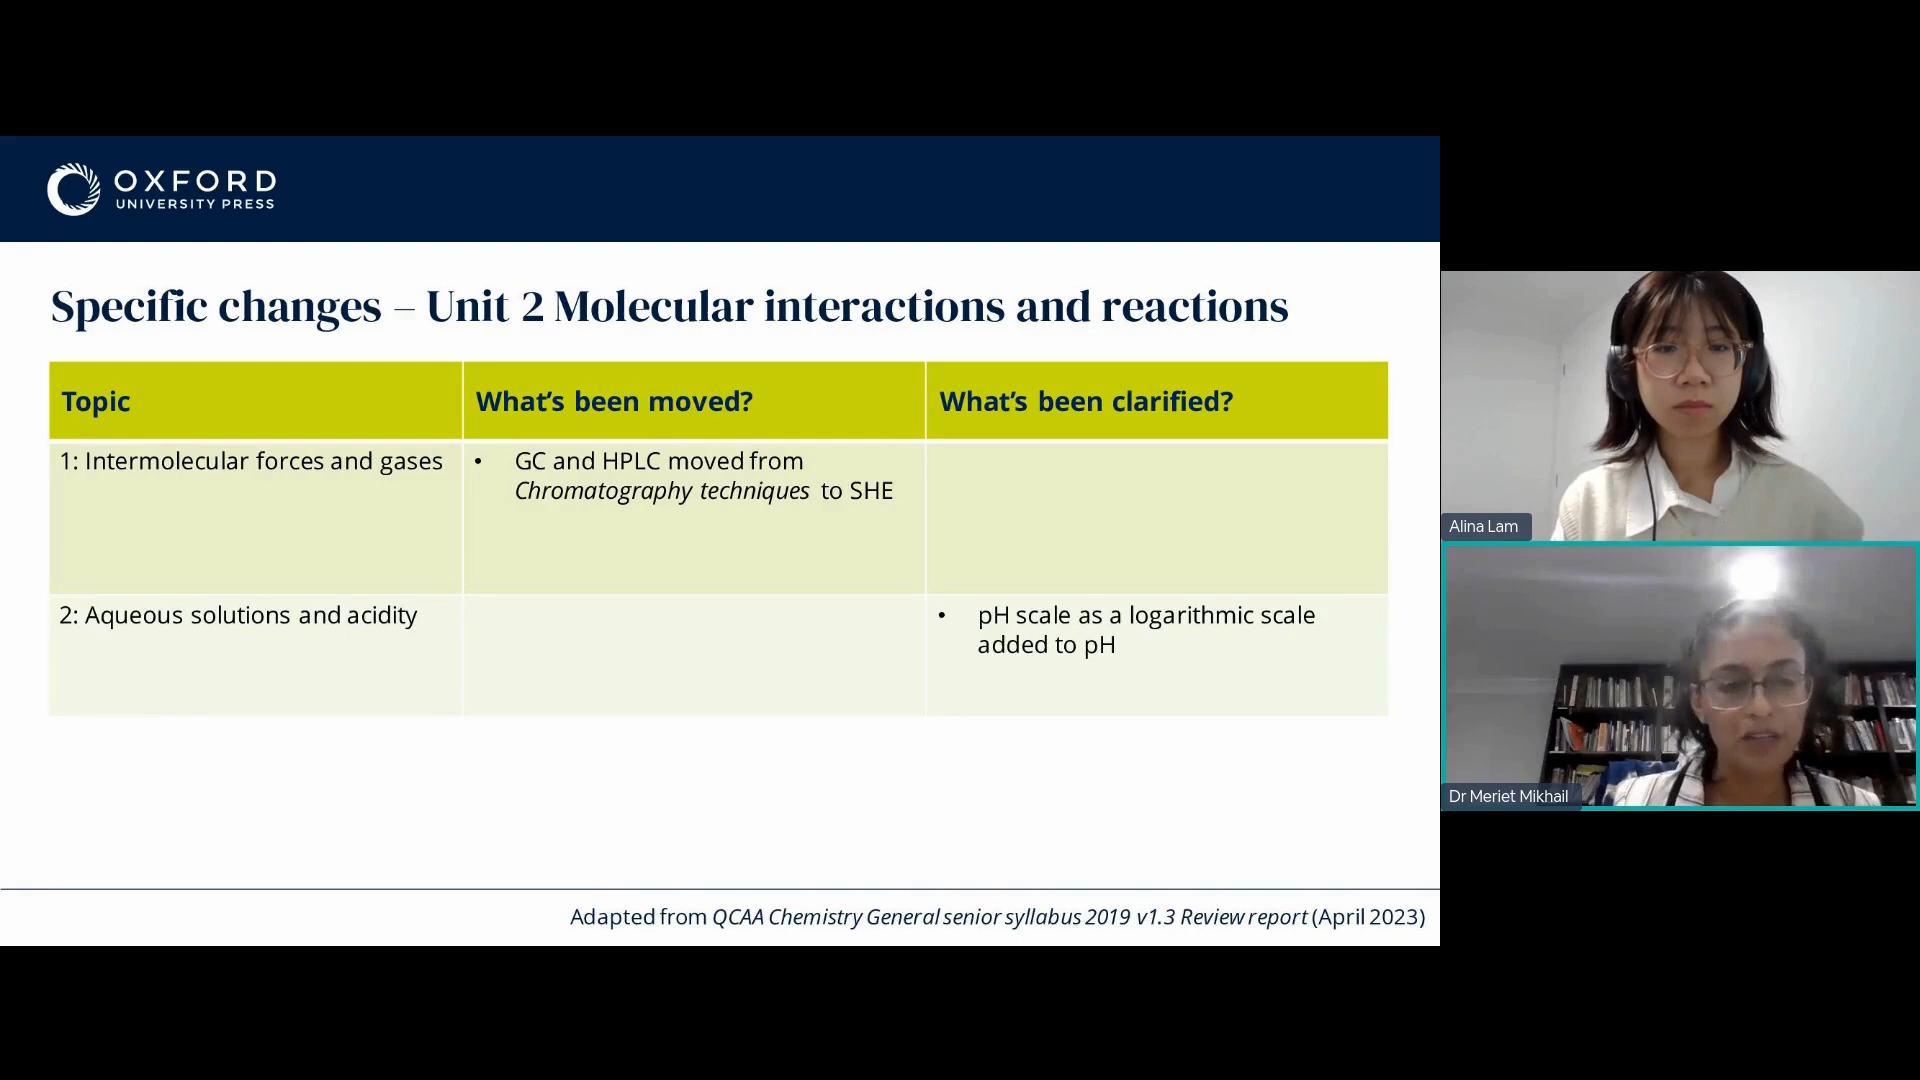 OXFORD
UNIVERSITY PRESS
Specific changes – Unit 2 Molecular interactions and reactions
Topic
What's been moved?
What's been clarified?
1: Intermolecular forces and gases
• GC and HPLC moved from
Chromatography techniques to SHE
2: Aqueous solutions and acidity
• pH scale as a logarithmic scale
added to pH
Adapted from QCAA Chemistry General senior syllabus 2019 v1.3 Review report (April 2023)
Alina Lam
Dr Meriet Mikhail